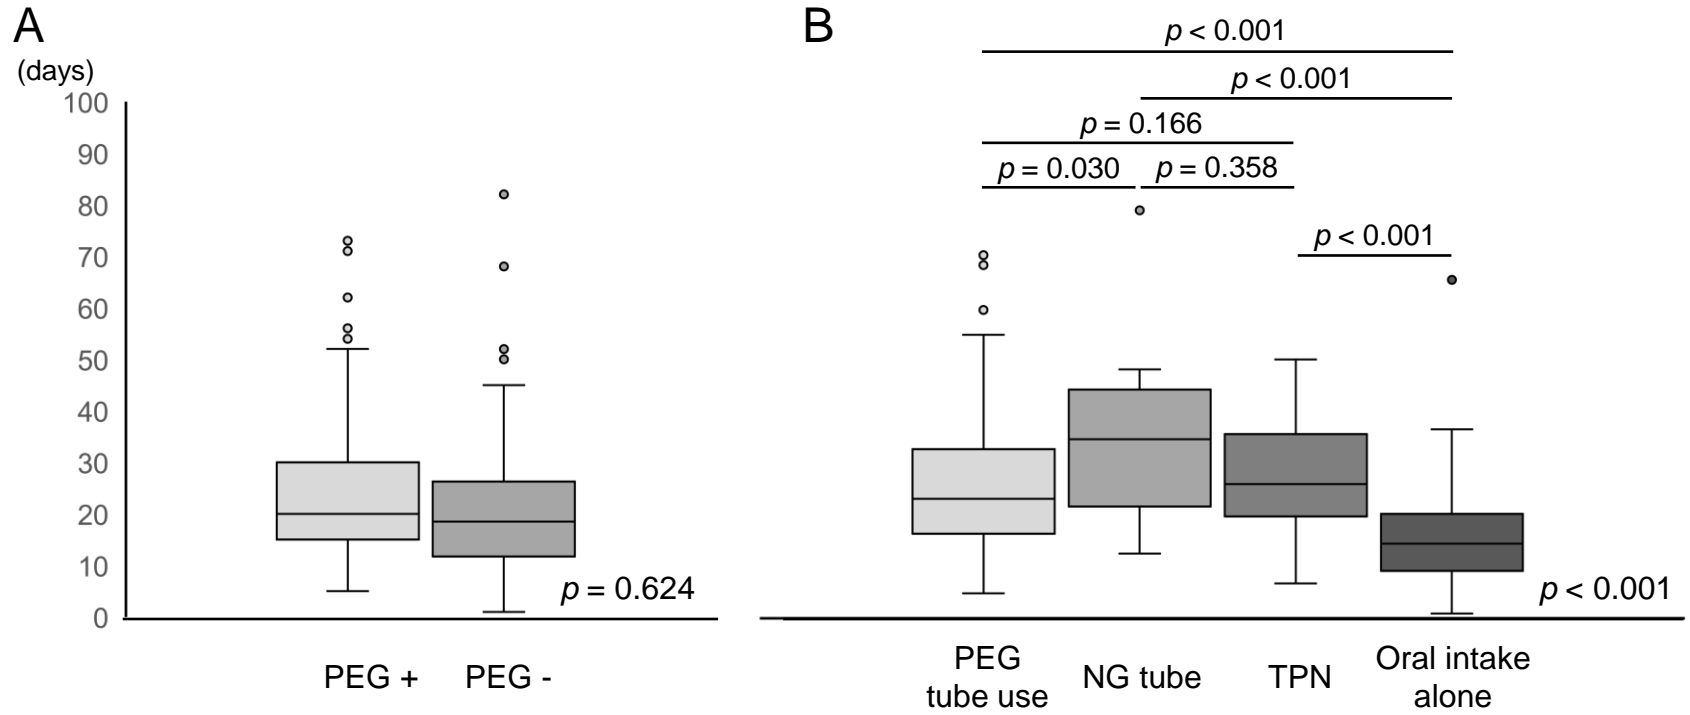 A
(days)
100
90
80
70
60
50
40
30
20
10
0
p = 0.624
PEG +
PEG -
B
p < 0.001
p < 0.001
p = 0.166
p = 0.030
p = 0.358
p < 0.001
p < 0.001
PEG
tube use
NG tube
TPN
Oral intake
alone